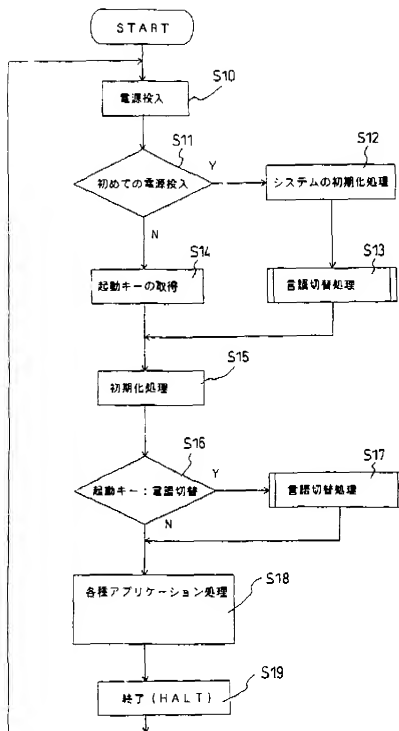 START
S10
電源投入
S11
初めての電源投入
Y
N
S12
システムの初期化処理
S13
言語切替処理
S14
起動キーの取得
S15
初期化処理
S16
起動キー:電語切替
Y
N
S17
言語切替処理
S18
各種アプリケーション処理
S19
終了(HALT)